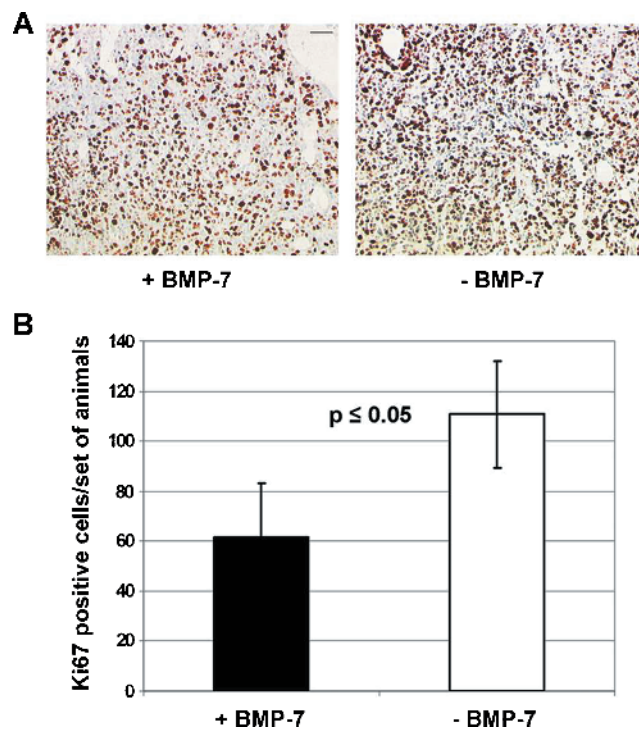 A
+ BMP-7
- BMP-7
B
Ki67 positive cells/set of animals
140
120
100
80
60
40
20
0
p ≤ 0.05
+ BMP-7
- BMP-7